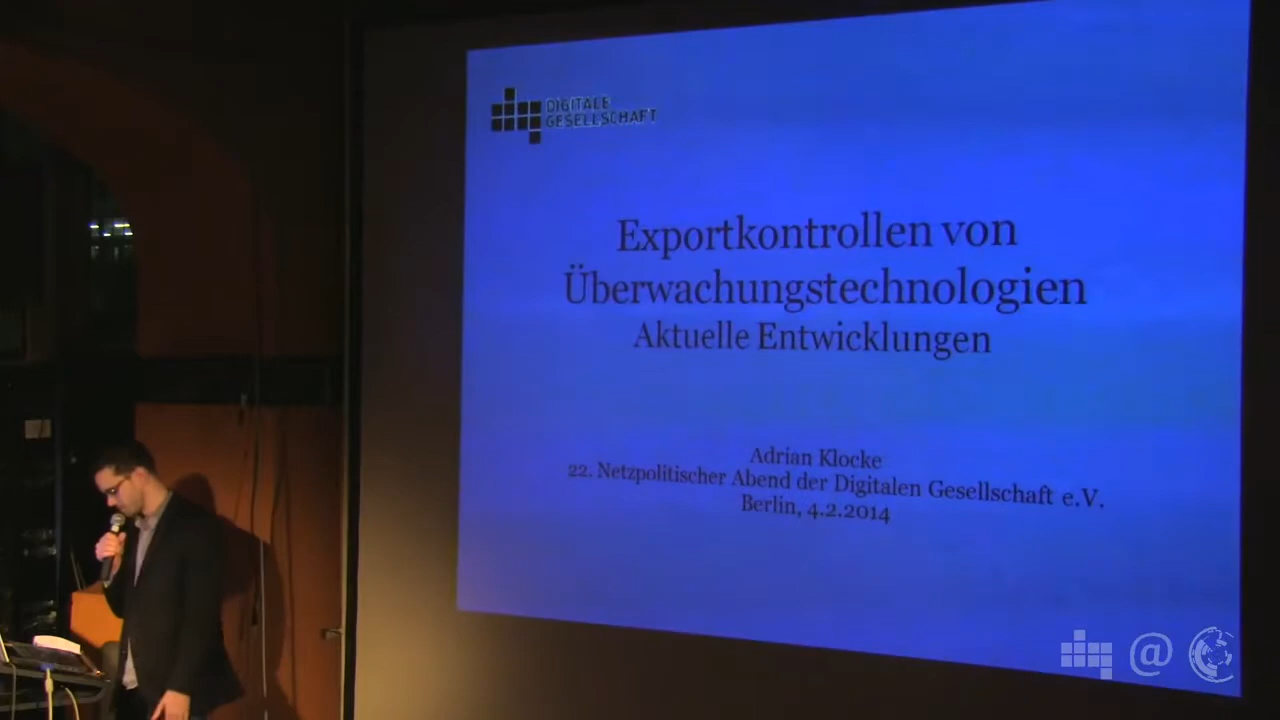 DIGITALE
GESELLSCHAFT
Exportkontrollen von
Überwachungstechnologien
Aktuelle Entwicklungen
Adrian Klocke
22. Netzpolitischer Abend der Digitalen Gesellschaft e.V.
Berlin, 4.2.2014
@